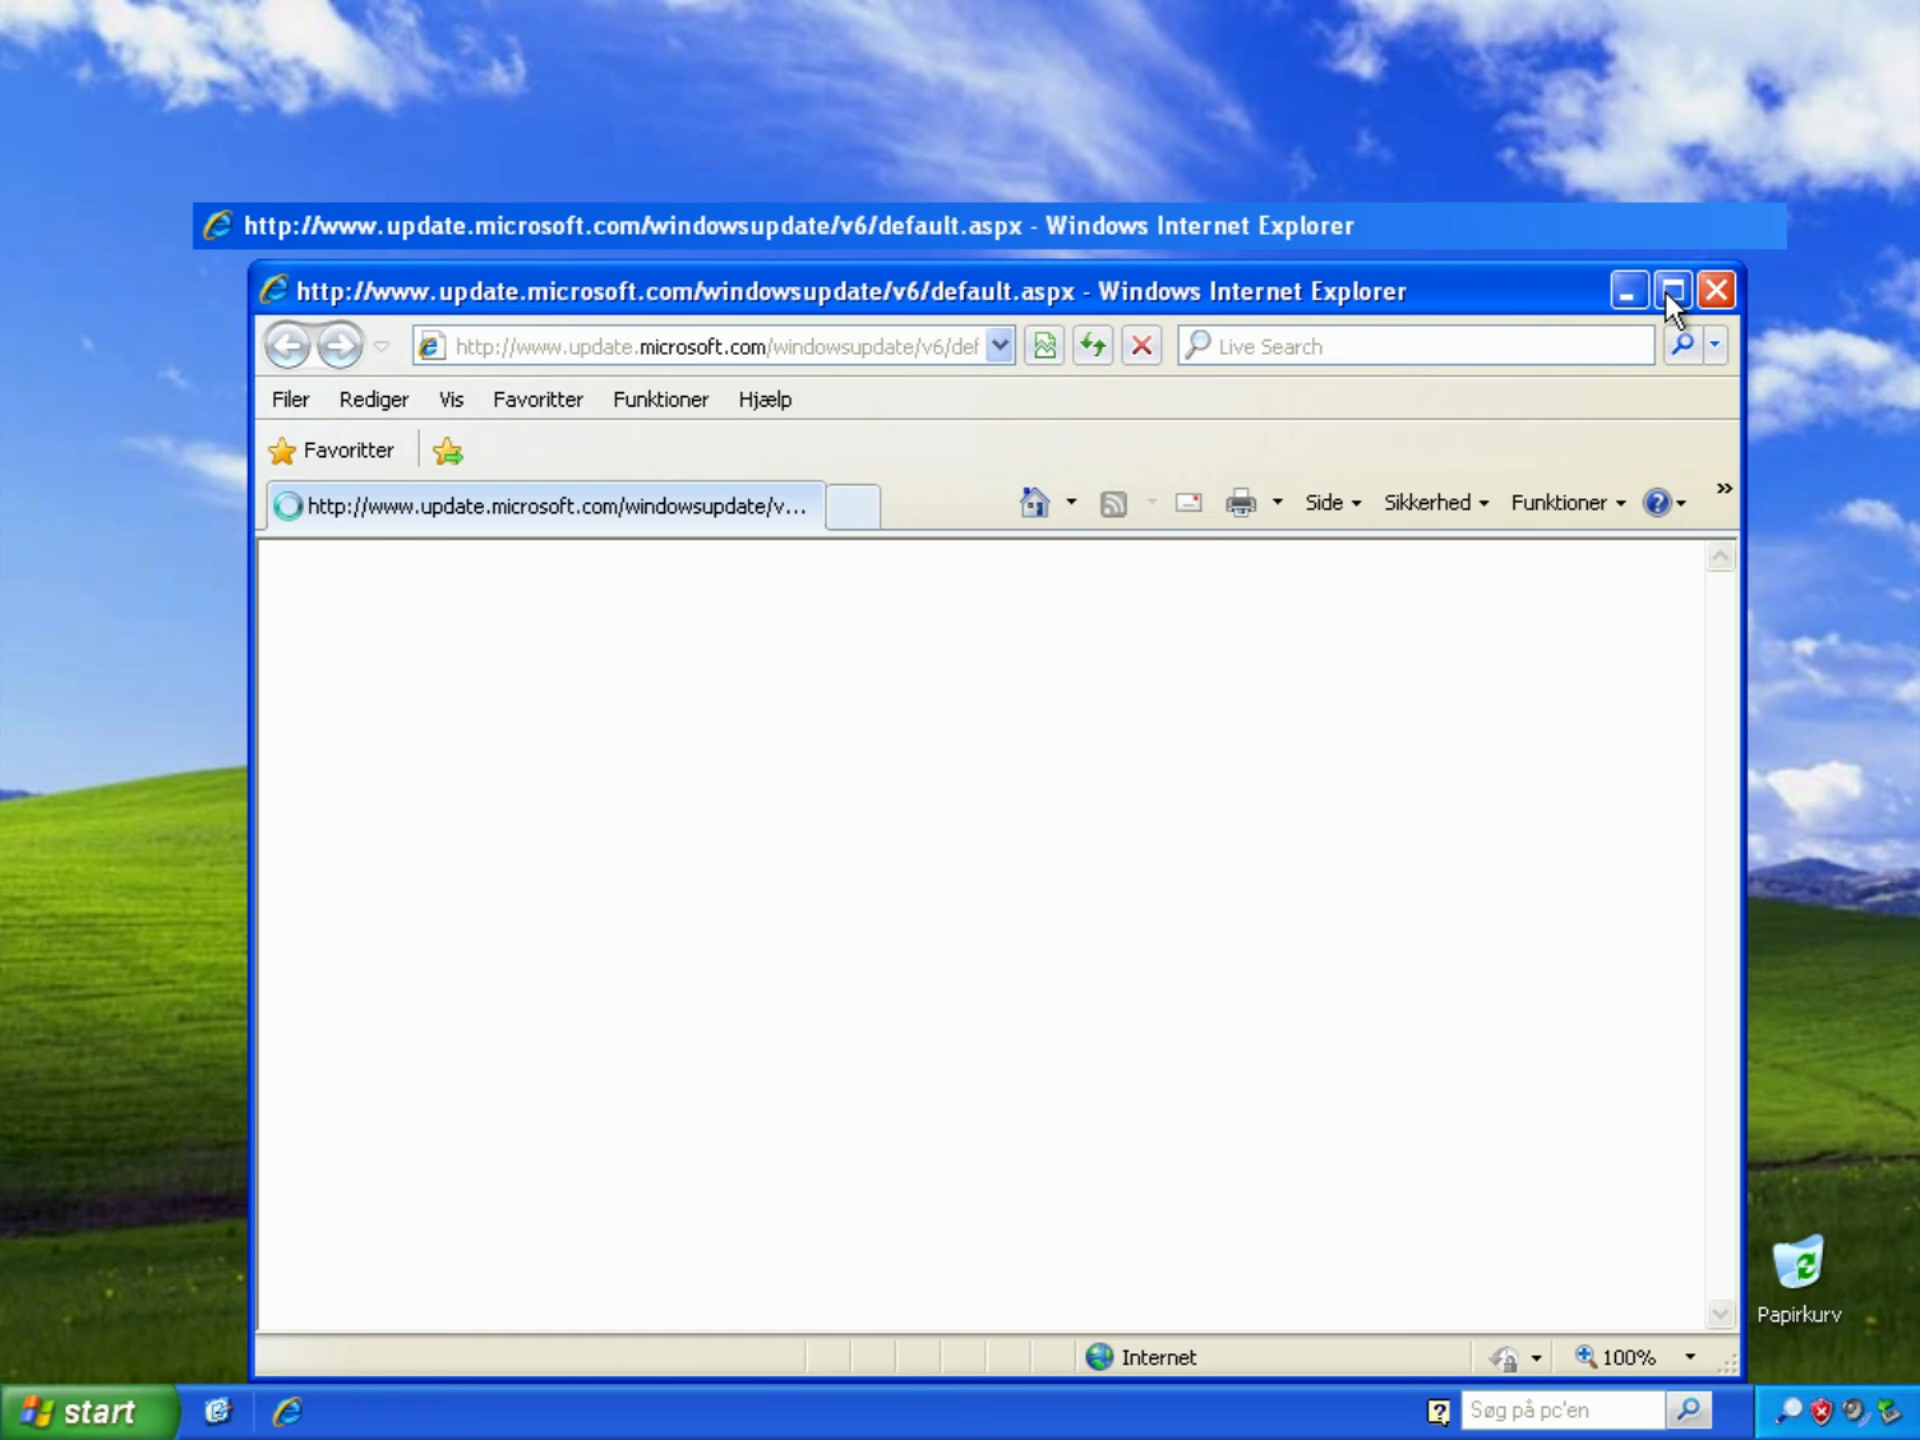 http://www.update.microsoft.com/windowsupdate/v6/default.aspx - Windows Internet Explorer
http://www.update.microsoft.com/windowsupdate/v6/default.aspx - Windows Internet Explorer
http://www.update.microsoft.com/windowsupdate/v6/def
Live Search
Filer Rediger Vis Favoritter Funktioner Hjælp
Favoritter
http://www.update.microsoft.com/windowsupdate/v...
Side Sikkerhed Funktioner
Papirkurv
Internet
100%
start
Søg på pc'en